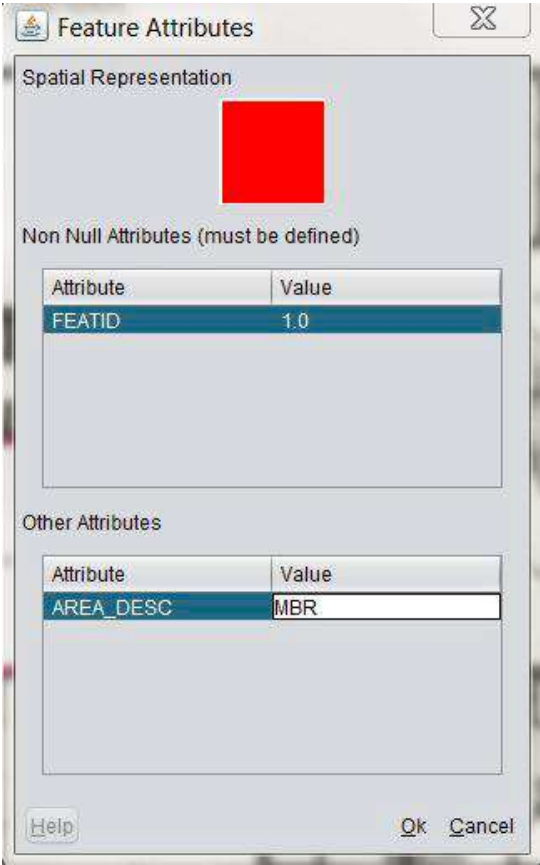 Feature Attributes
Spatial Representation
Non Null Attributes (must be defined)
Attribute Value
FEATID 1.0
Other Attributes
Attribute Value
AREA_DESC MBR
Help Ok Cancel